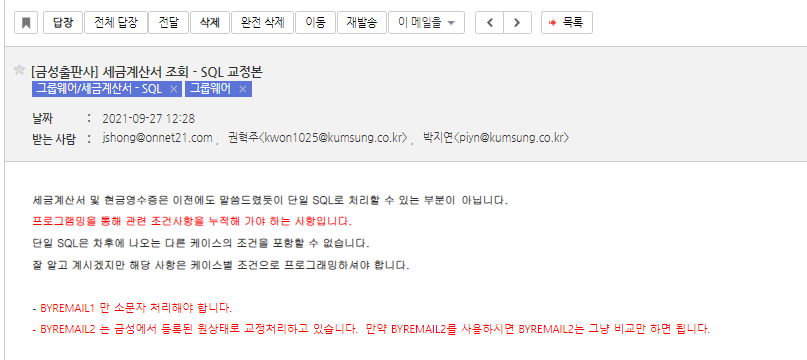 답장 전체 답장 전달 삭제 완전 삭제 이동 재발송 이 메일을 목록
[금성출판사] 세금계산서 조회 - SQL 교정본
그룹웨어/세금계산서 - SQL × 그룹웨어 ×
날짜 : 2021-09-27 12:28
받는 사람 : jshong@onnet21.com , 권혁주<kwon1025@kumsung.co.kr> , 박지연<piyn@kumsung.co.kr>
세금계산서 및 현금영수증은 이전에도 말씀드렸듯이 단일 SQL로 처리할 수 있는 부분이 아닙니다.
프로그램밍을 통해 관련 조건사항을 누적해 가야 하는 사항입니다.
단일 SQL은 차후에 나오는 다른 케이스의 조건을 포함할 수 없습니다.
잘 알고 계시겠지만 해당 사항은 케이스별 조건으로 프로그래밍하셔야 합니다.
- BYREMAIL1 만 소문자 처리해야 합니다.
- BYREMAIL2 는 금성에서 등록된 원상태로 교정처리하고 있습니다. 만약 BYREMAIL2를 사용하시면 BYREMAIL2는 그냥 비교만 하면 됩니다.